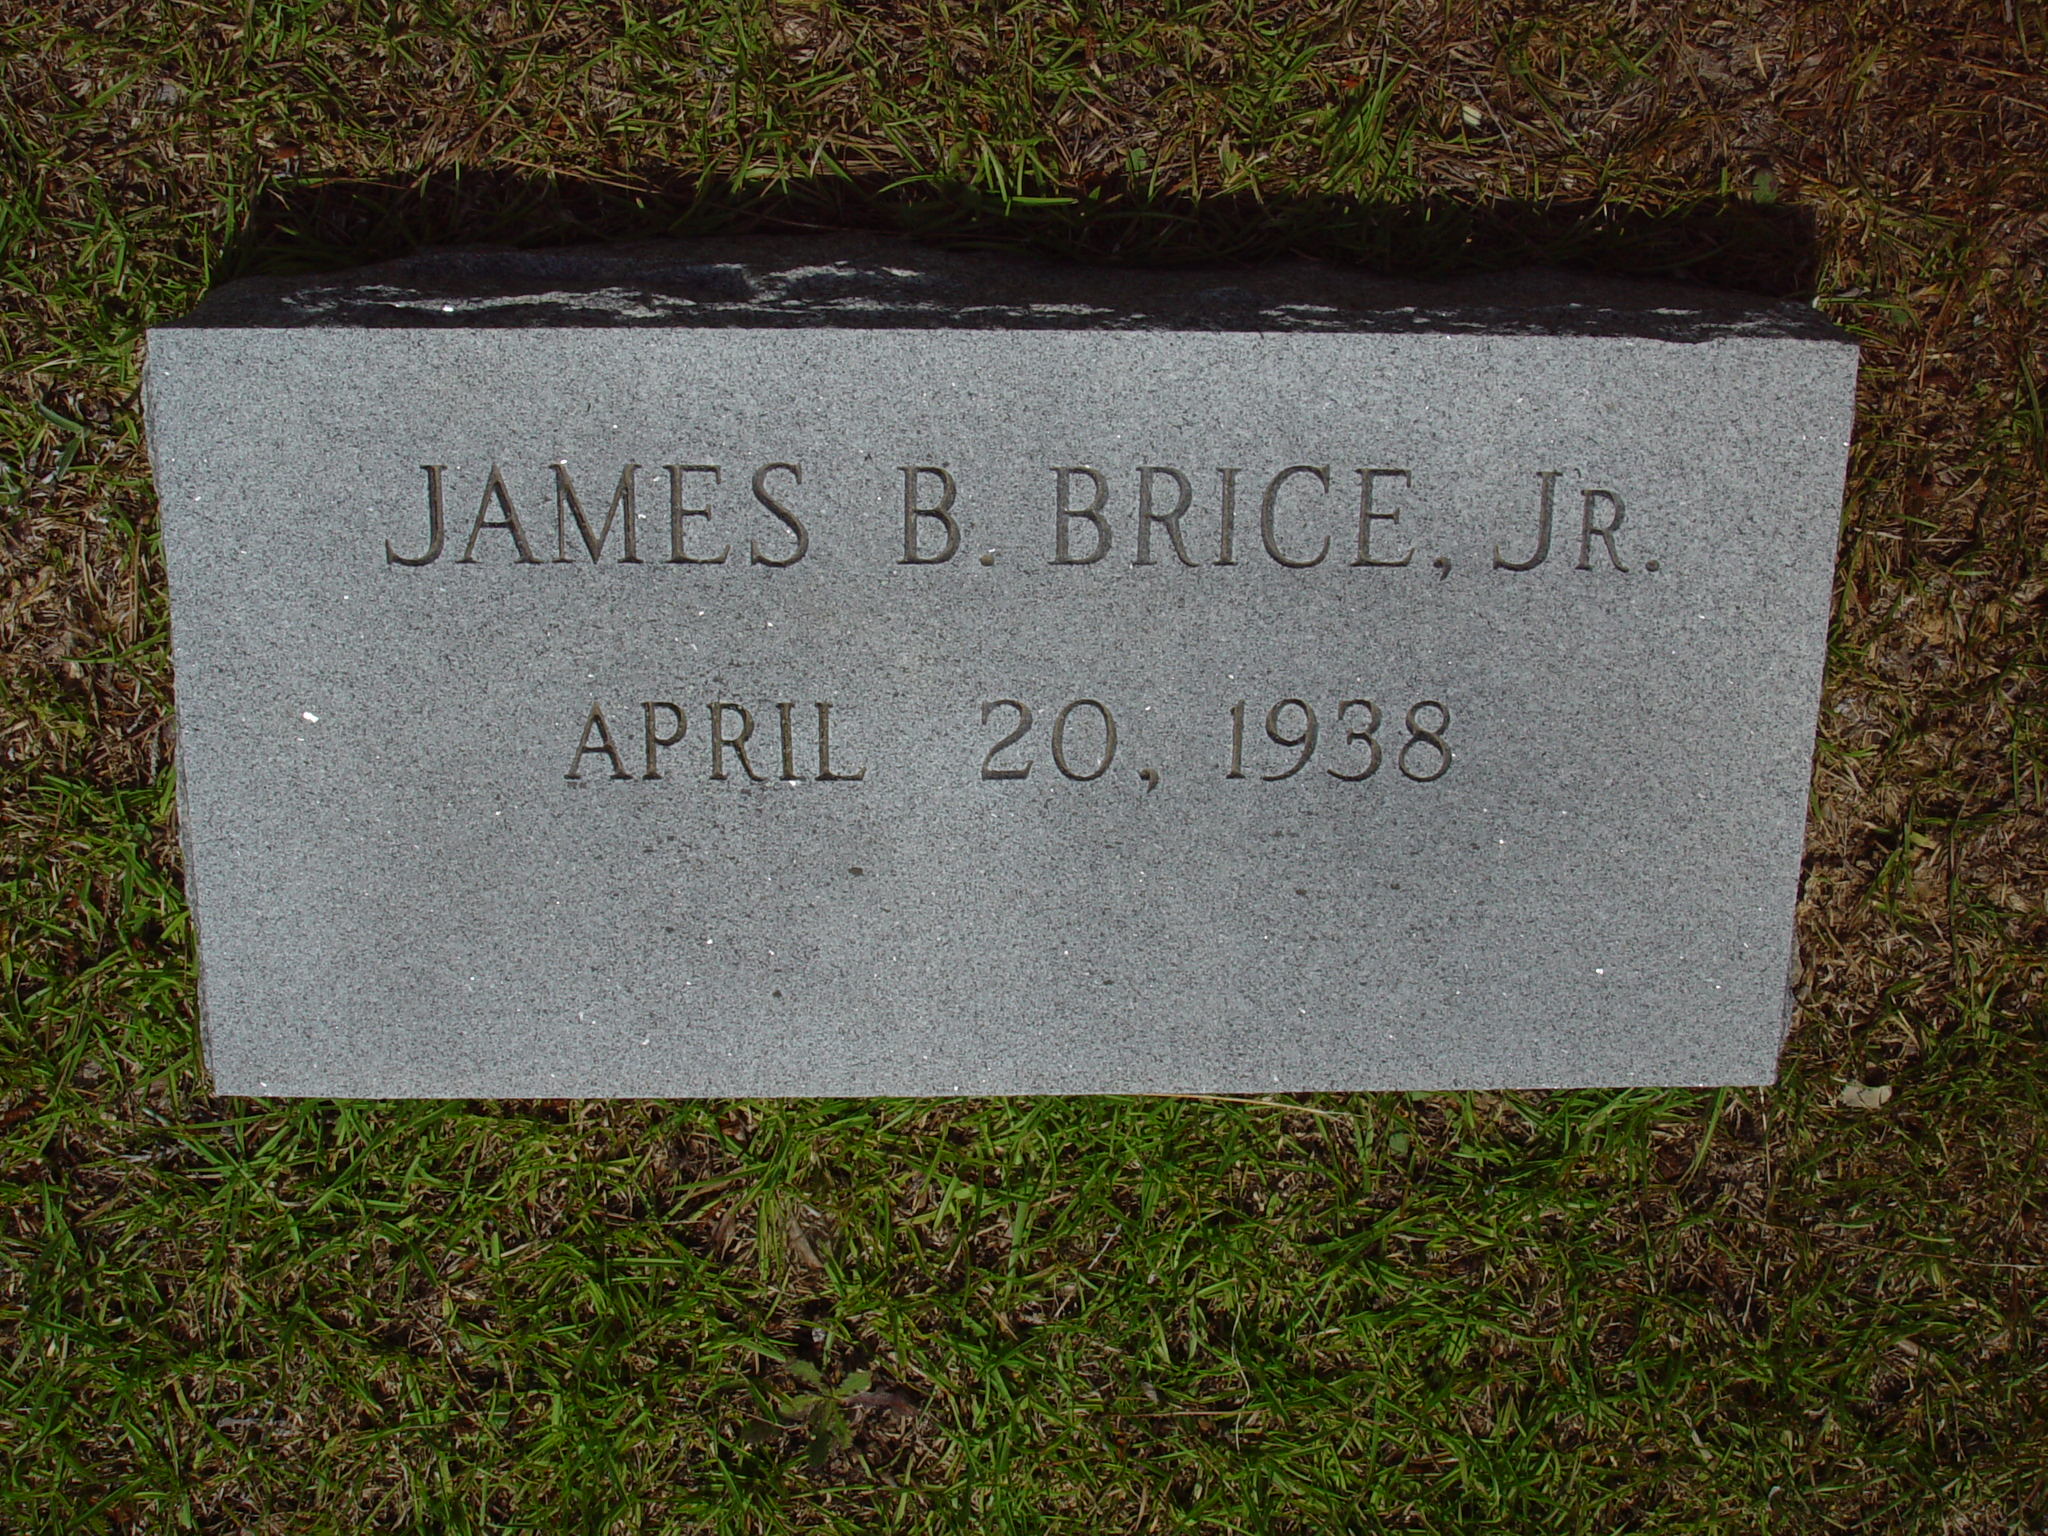 JAMES B. BRICE, JR.
APRIL 20, 1938